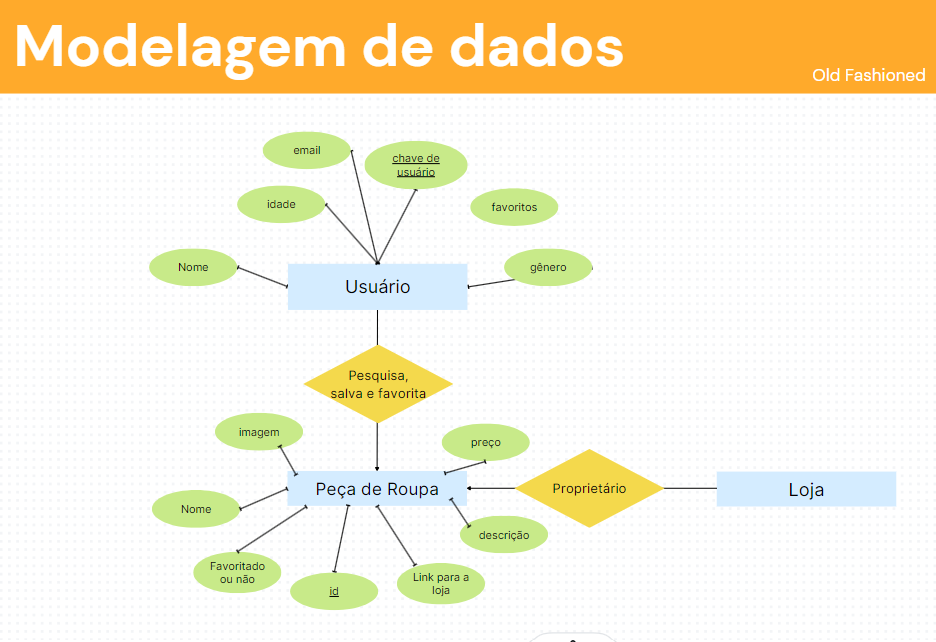 Modelagem de dados
Old Fashioned
email
chave de
usuário
idade
favoritos
Nome
gênero
Usuário
Pesquisa,
salva e favorita
imagem
preço
Peça de Roupa
Proprietário
Loja
Nome
descrição
Favoritado
ou não
id
Link para a
loja